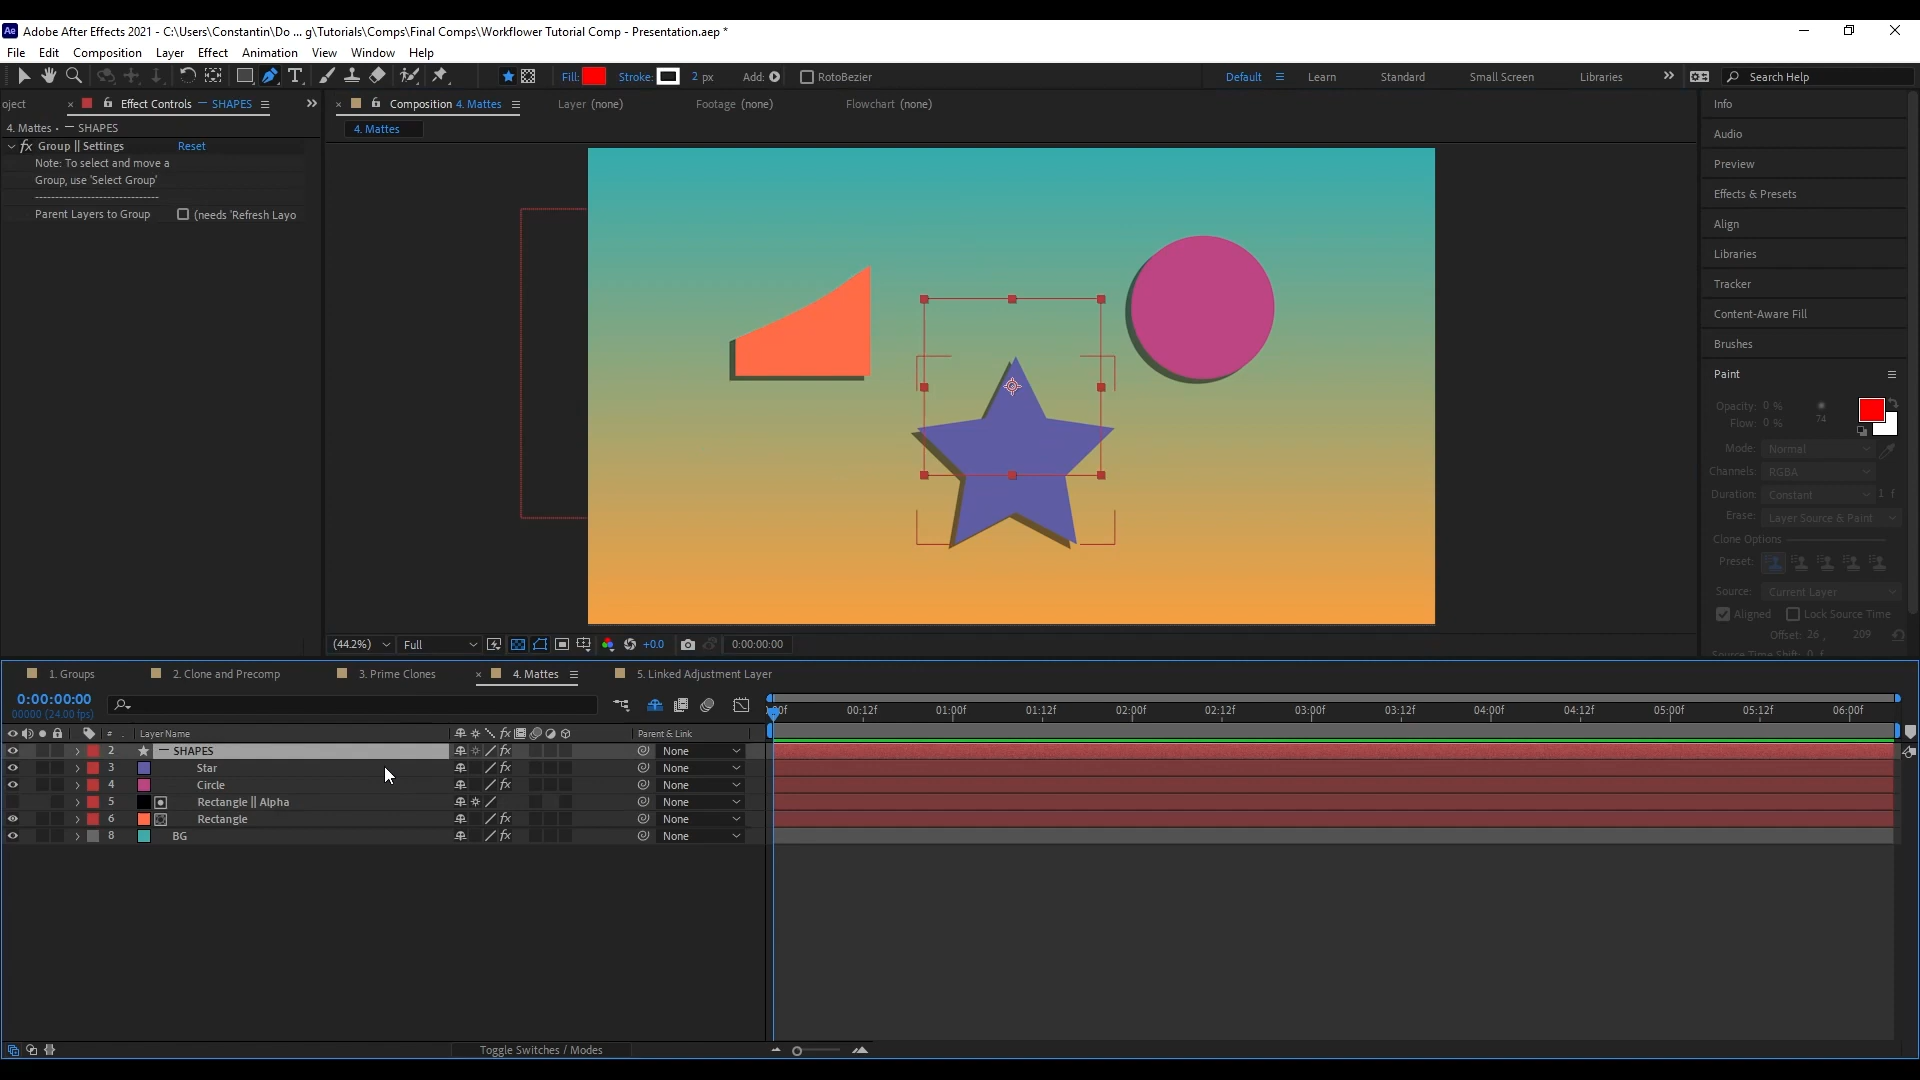 Ae Adobe After Effects 2021 - C:\Users\Constantin\Do ... g\Tutorials\Comps\Final Comps\Workflower Tutorial Comp - Presentation.aep *
File Edit Composition Layer Effect Animation View Window Help
Fill: Stroke: 2 px Add: RotoBezier Default Learn Standard Small Screen Libraries Search Help
oject Effect Controls — SHAPES Composition 4. Mattes Layer (none) Footage (none) Flowchart (none)
4. Mattes • — SHAPES
4. Mattes
fx Group || Settings Reset
Note: To select and move a
Group, use 'Select Group'
-------------------------------
Parent Layers to Group (needs 'Refresh Layo
Info
Audio
Preview
Effects & Presets
Align
Libraries
Tracker
Content-Aware Fill
Brushes
Paint
Opacity: 0 %
Flow: 0 %
74
Mode: Normal
Channels: RGBA
Duration: Constant 1 f
Erase: Layer Source & Paint
Clone Options
Preset:
Source: Current Layer
Aligned Lock Source Time
Offset: 26 , 209
Source Time Shift: 0 f
(44.2%) Full +0.0 0:00:00:00
1. Groups 2. Clone and Precomp 3. Prime Clones 4. Mattes 5. Linked Adjustment Layer
0:00:00:00
00000 (24.00 fps)
00f 00:12f 01:00f 01:12f 02:00f 02:12f 03:00f 03:12f 04:00f 04:12f 05:00f 05:12f 06:00f
# . Layer Name fx Parent & Link
2 — SHAPES fx None
3 Star fx None
4 Circle fx None
5 Rectangle || Alpha None
6 Rectangle fx None
8 BG fx None
Toggle Switches / Modes